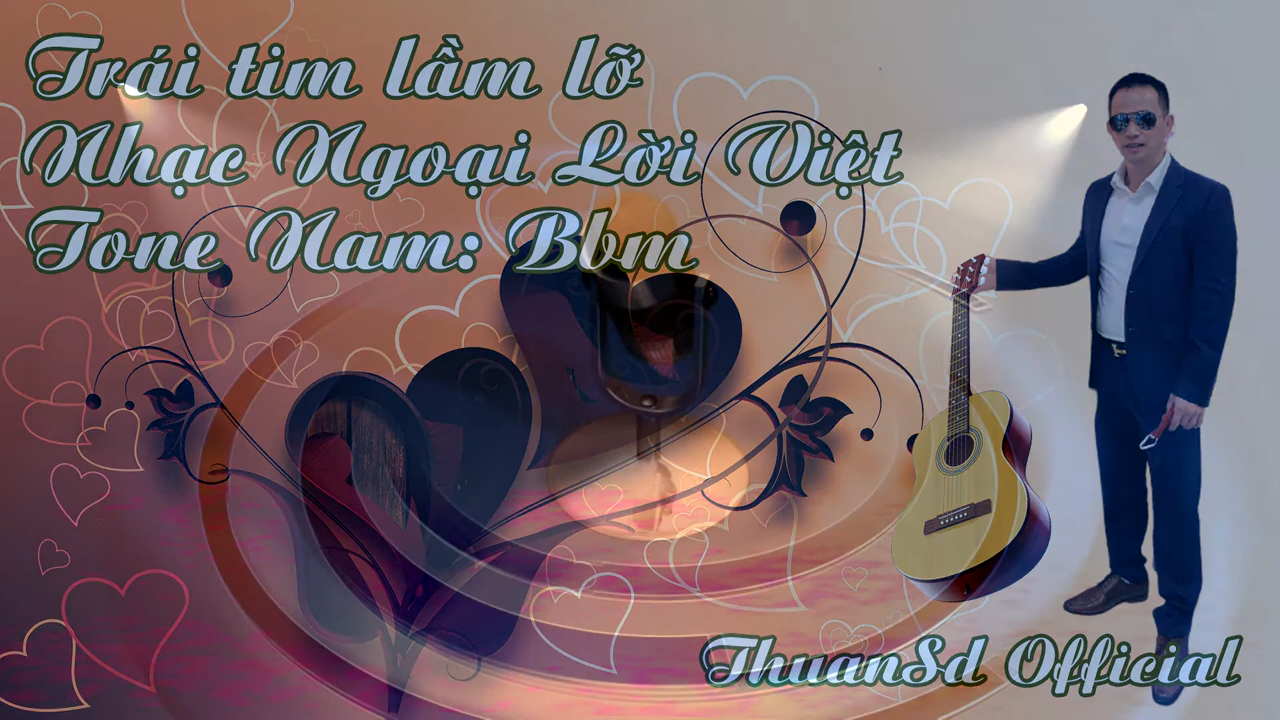 Trái tim lầm lỡ
Nhạc Ngoại Lời Việt
Tone Nam: Bbm
ThuanSd Official